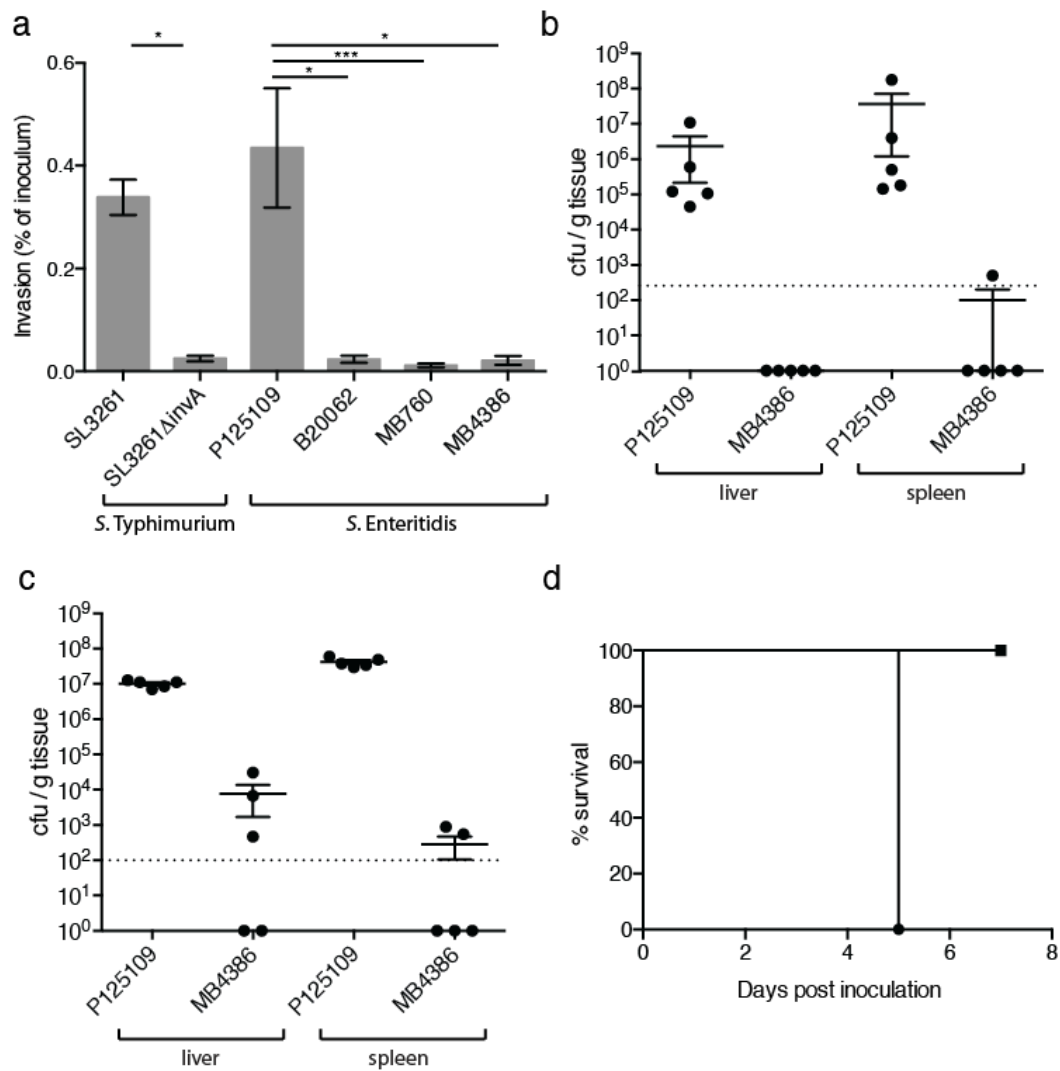 a
*
*
***
*
Invasion (% of inoculum)
0.6
0.4
0.2
0.0
SL3261
SL3261ΔinvA
P125109
B20062
MB760
MB4386
S. Typhimurium
S. Enteritidis
b
cfu / g tissue
10⁹
10⁸
10⁷
10⁶
10⁵
10⁴
10³
10²
10¹
10⁰
P125109
MB4386
P125109
MB4386
liver
spleen
c
cfu / g tissue
10⁹
10⁸
10⁷
10⁶
10⁵
10⁴
10³
10²
10¹
10⁰
P125109
MB4386
P125109
MB4386
liver
spleen
d
% survival
100
80
60
40
20
0
0 2 4 6 8
Days post inoculation